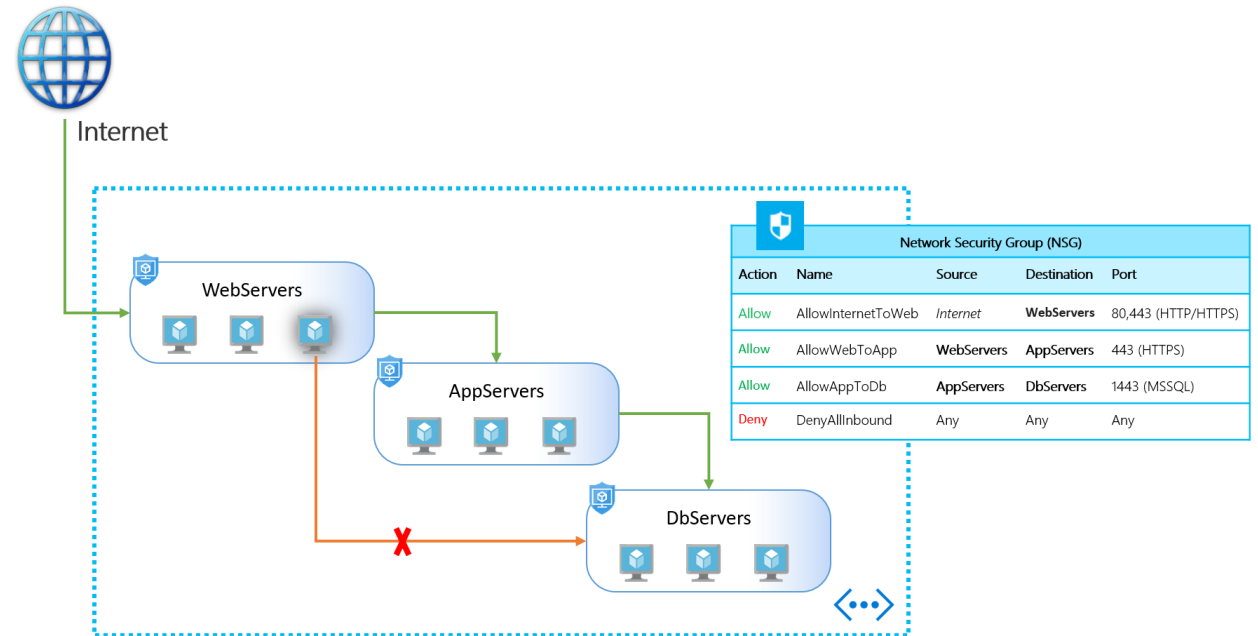 Internet
WebServers
AppServers
DbServers
Network Security Group (NSG)
Action Name Source Destination Port
Allow AllowInternetToWeb Internet WebServers 80,443 (HTTP/HTTPS)
Allow AllowWebToApp WebServers AppServers 443 (HTTPS)
Allow AllowAppToDb AppServers DbServers 1443 (MSSQL)
Deny DenyAllInbound Any Any Any